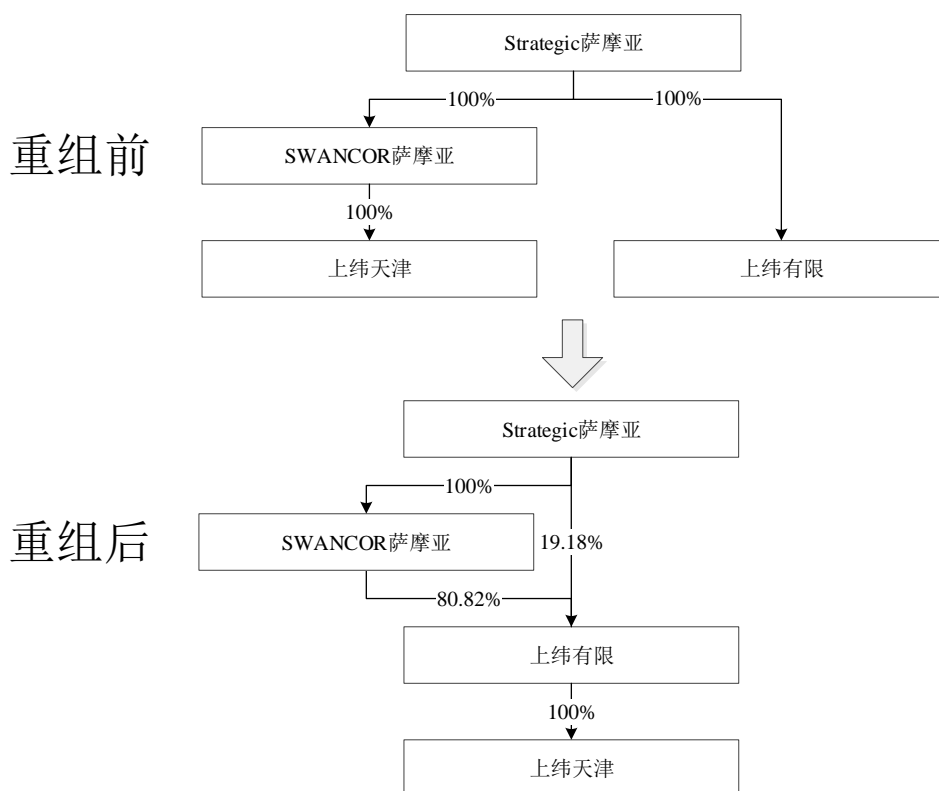 Strategic萨摩亚
100%
100%
重组前
SWANCOR萨摩亚
100%
上纬天津
上纬有限
Strategic萨摩亚
100%
重组后
SWANCOR萨摩亚
19.18%
80.82%
上纬有限
100%
上纬天津